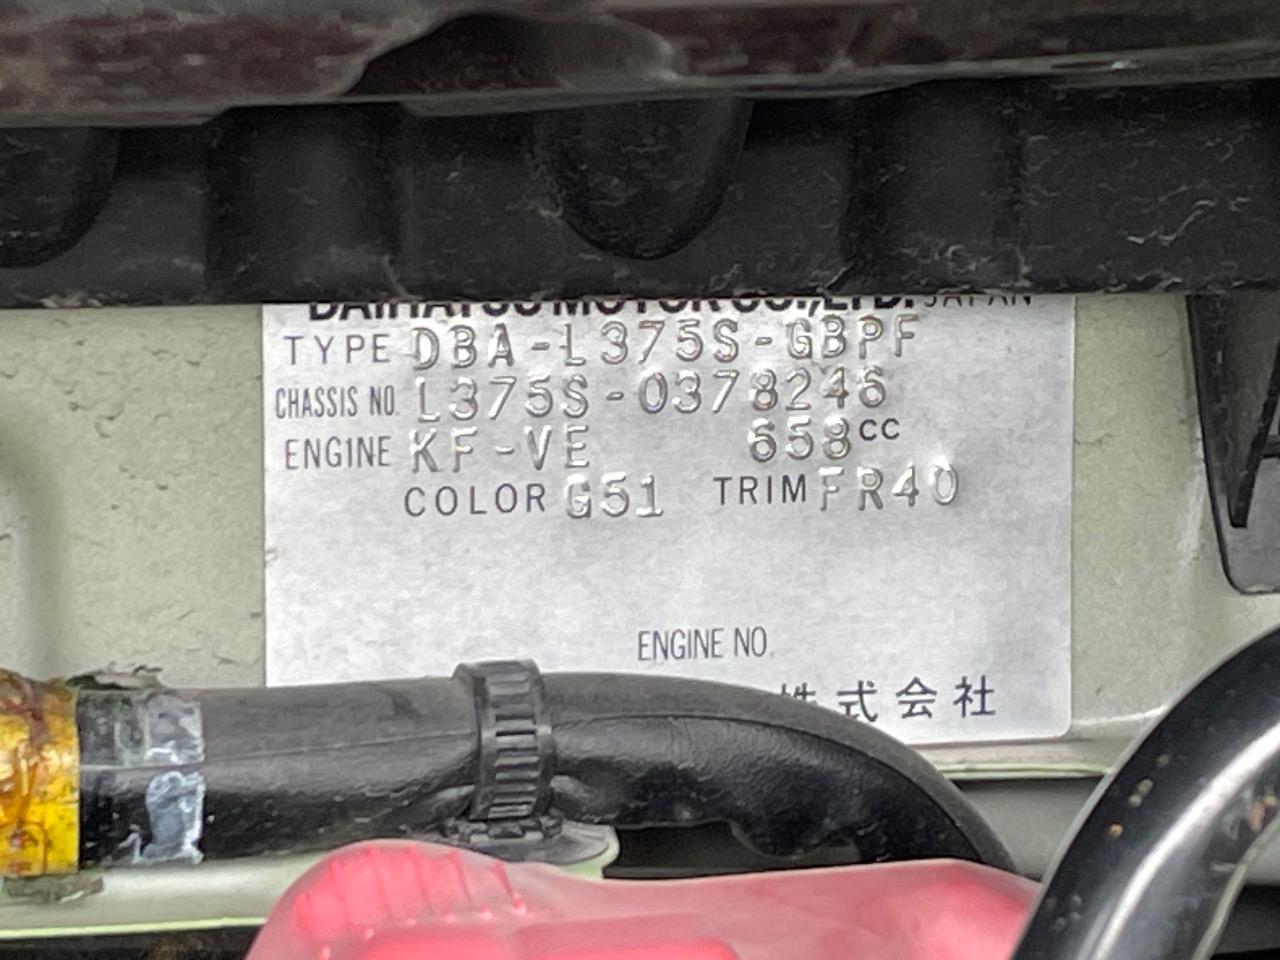 DAIHATSU MOTOR CO.,LTD. JAPAN
TYPE DBA-L375S-GBPF
CHASSIS NO. L375S-0378246
ENGINE KF-VE 658CC
COLOR G51 TRIM FR40
ENGINE NO.
株式会社